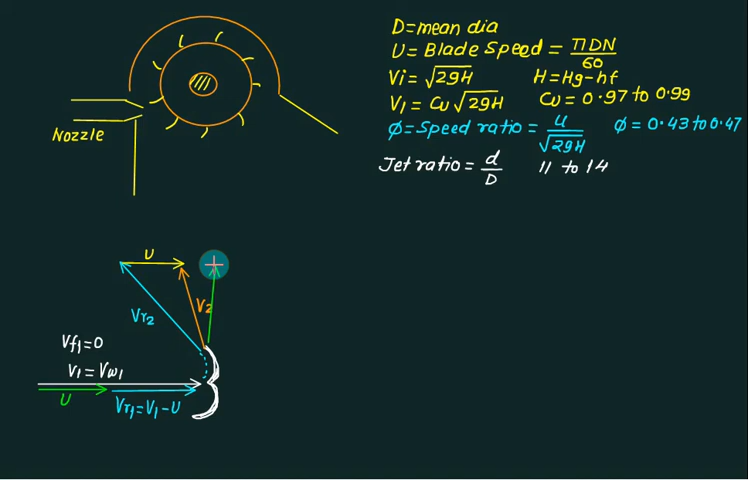 D=mean dia
U = Blade Speed = πDN/60
Vi = √2gH H = Hg-hf
V1 = Cv√2gH Cv = 0.97 to 0.99
Ø=Speed ratio = u/√2gH Ø = 0.43 to 0.47
Jet ratio = d/D 11 to 14
Nozzle
U
V2
Vr2
Vf1=0
V1 = Vw1
U
Vr1=V1-U